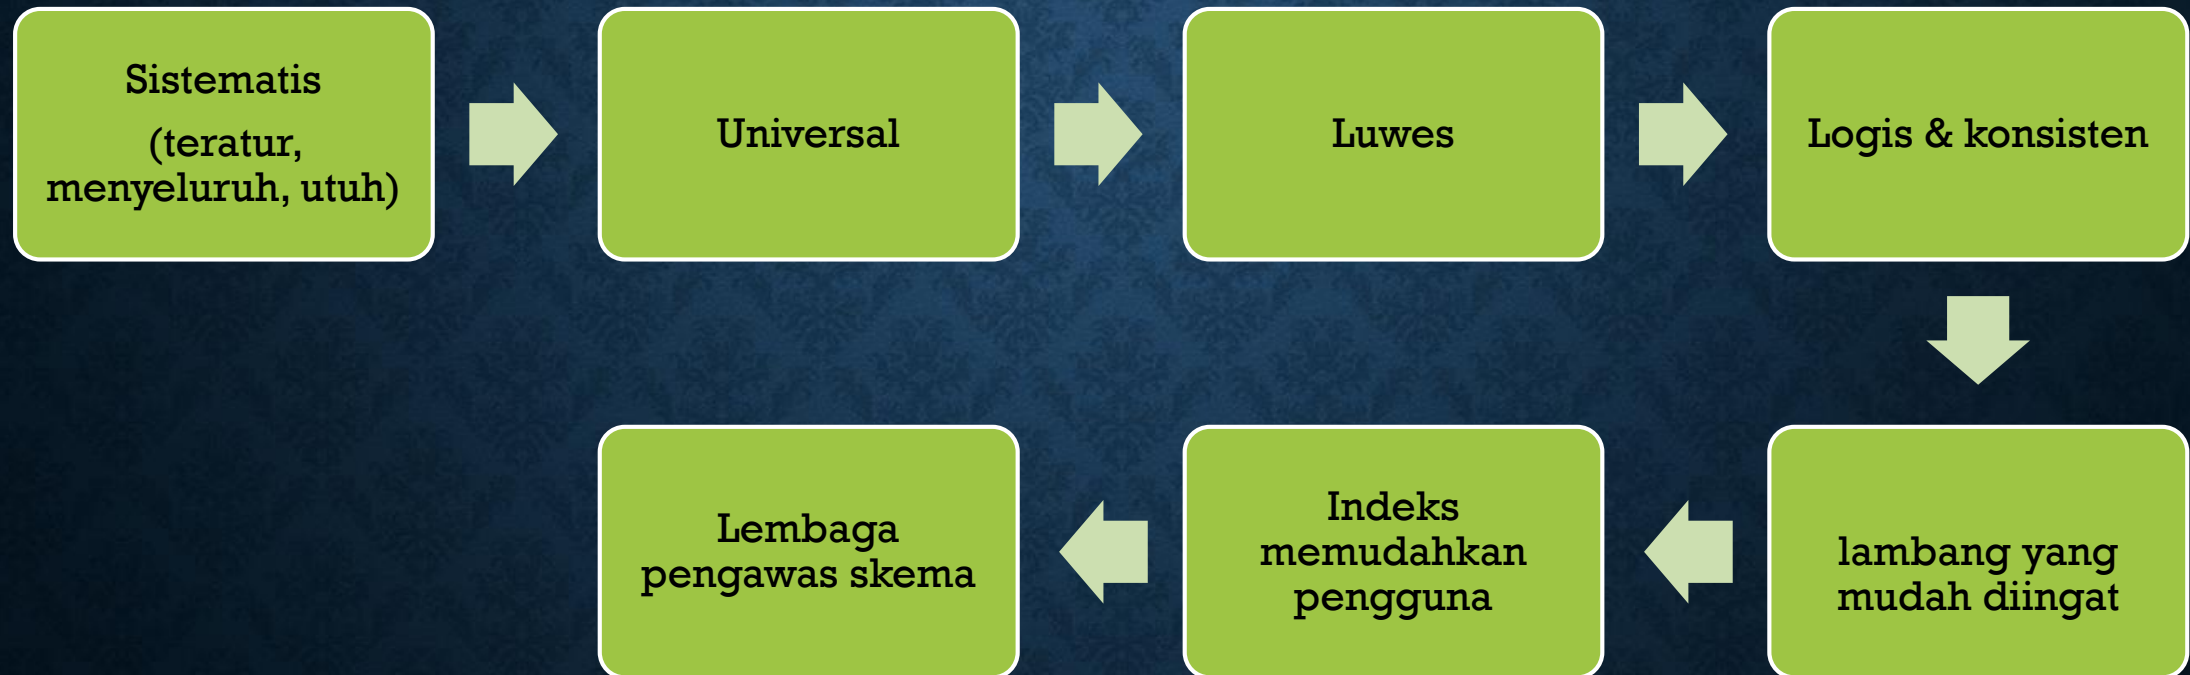 Sistematis
(teratur,
menyeluruh, utuh)
Universal
Luwes
Logis & konsisten
lambang yang
mudah diingat
Indeks
memudahkan
pengguna
Lembaga
pengawas skema